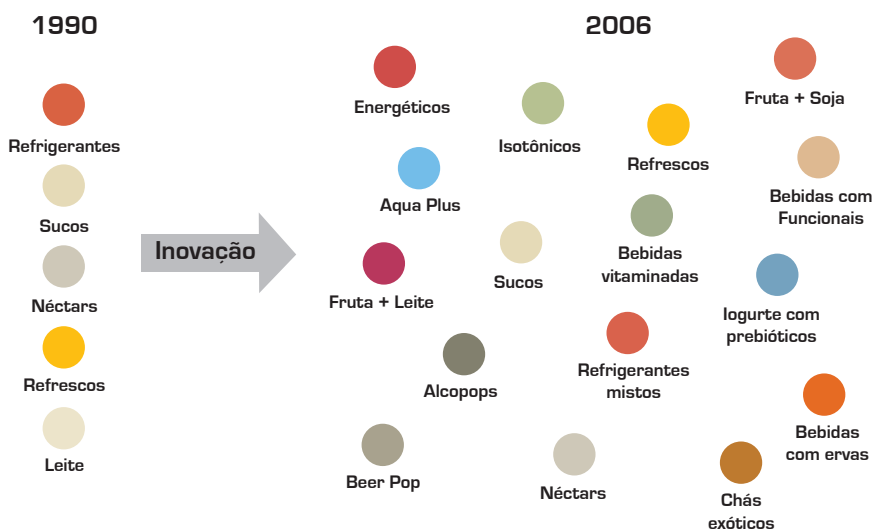 1990
2006
Refrigerantes
Sucos
Néctars
Refrescos
Leite
Inovação
Energéticos
Isotônicos
Refrescos
Fruta + Soja
Aqua Plus
Sucos
Bebidas
vitaminadas
Bebidas com
Funcionais
Fruta + Leite
Iogurte com
prebióticos
Alcopops
Refrigerantes
mistos
Bebidas
com ervas
Beer Pop
Néctars
Chás
exóticos